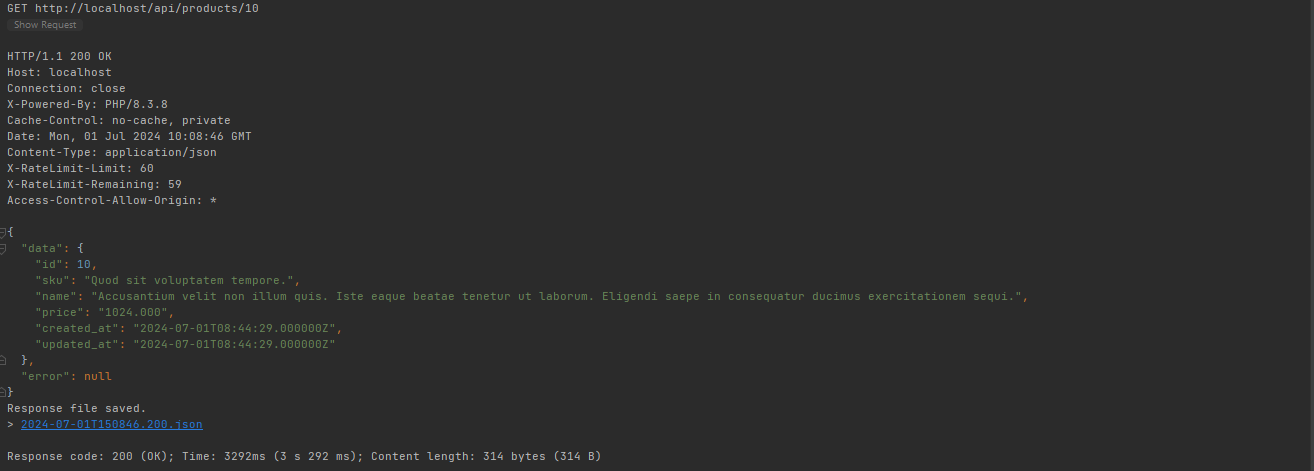 GET http://localhost/api/products/10
Show Request
HTTP/1.1 200 OK
Host: localhost
Connection: close
X-Powered-By: PHP/8.3.8
Cache-Control: no-cache, private
Date: Mon, 01 Jul 2024 10:08:46 GMT
Content-Type: application/json
X-RateLimit-Limit: 60
X-RateLimit-Remaining: 59
Access-Control-Allow-Origin: *
{
  "data": {
    "id": 10,
    "sku": "Quod sit voluptatem tempore.",
    "name": "Accusantium velit non illum quis. Iste eaque beatae tenetur ut laborum. Eligendi saepe in consequatur ducimus exercitationem sequi.",
    "price": "1024.000",
    "created_at": "2024-07-01T08:44:29.000000Z",
    "updated_at": "2024-07-01T08:44:29.000000Z"
  },
  "error": null
}
Response file saved.
> 2024-07-01T150846.200.json
Response code: 200 (OK); Time: 3292ms (3 s 292 ms); Content length: 314 bytes (314 B)